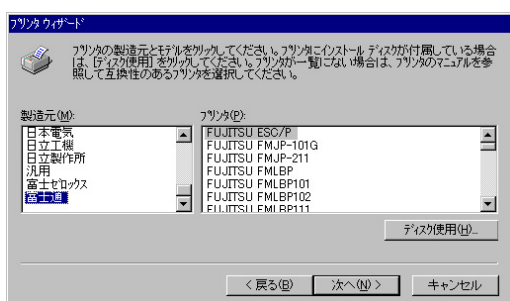 プリンタ ウィザード
プリンタの製造元とモデルをクリックしてください。プリンタにインストール ディスクが付属している場合
は、[ディスク使用] をクリックしてください。プリンタが一覧にない場合は、プリンタのマニュアルを参
照して互換性のあるプリンタを選択してください。
製造元(M):
日本電気
日立工機
日立製作所
汎用
富士ゼロックス
富士通
プリンタ(P):
FUJITSU ESC/P
FUJITSU FMJP-101G
FUJITSU FMJP-211
FUJITSU FMLBP
FUJITSU FMLBP101
FUJITSU FMLBP102
FUJITSU FMLBP111
ディスク使用(H)...
< 戻る(B)
次へ(N) >
キャンセル